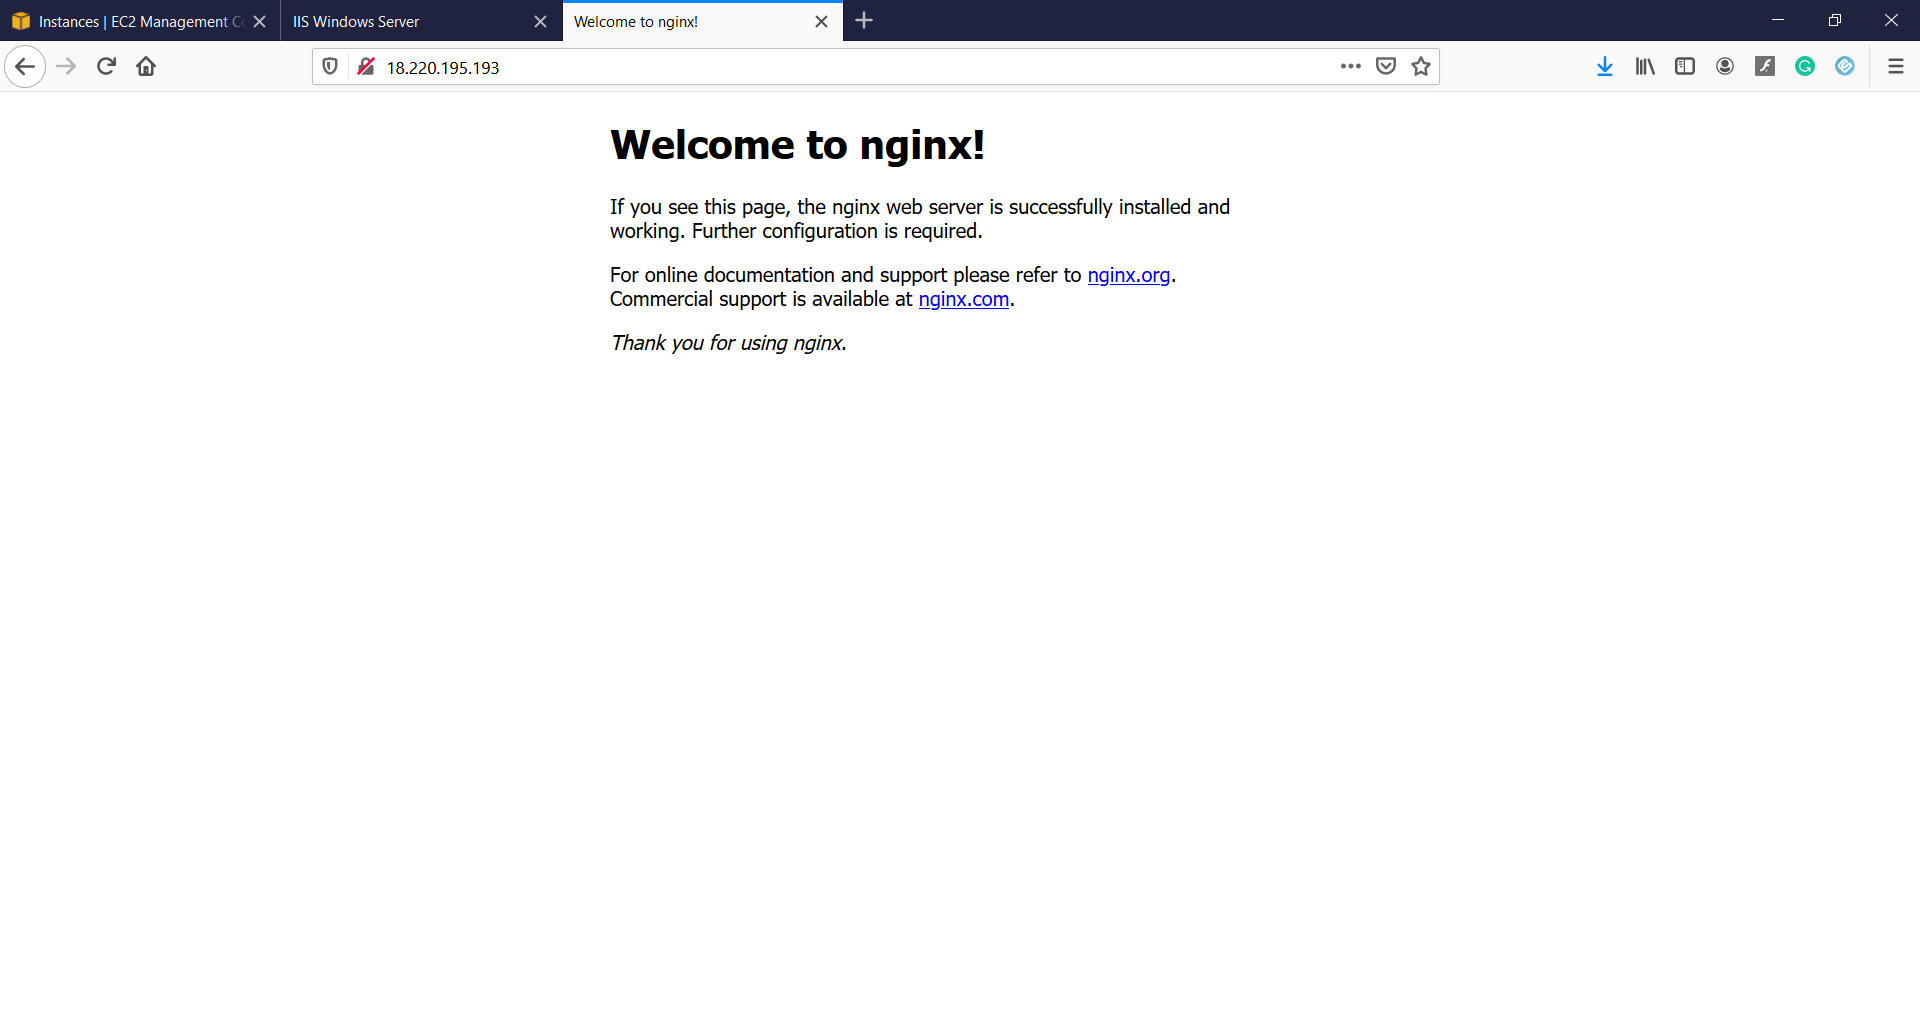 Instances | EC2 Management Co
IIS Windows Server
Welcome to nginx!
18.220.195.193
Welcome to nginx!
If you see this page, the nginx web server is successfully installed and
working. Further configuration is required.
For online documentation and support please refer to nginx.org.
Commercial support is available at nginx.com.
Thank you for using nginx.